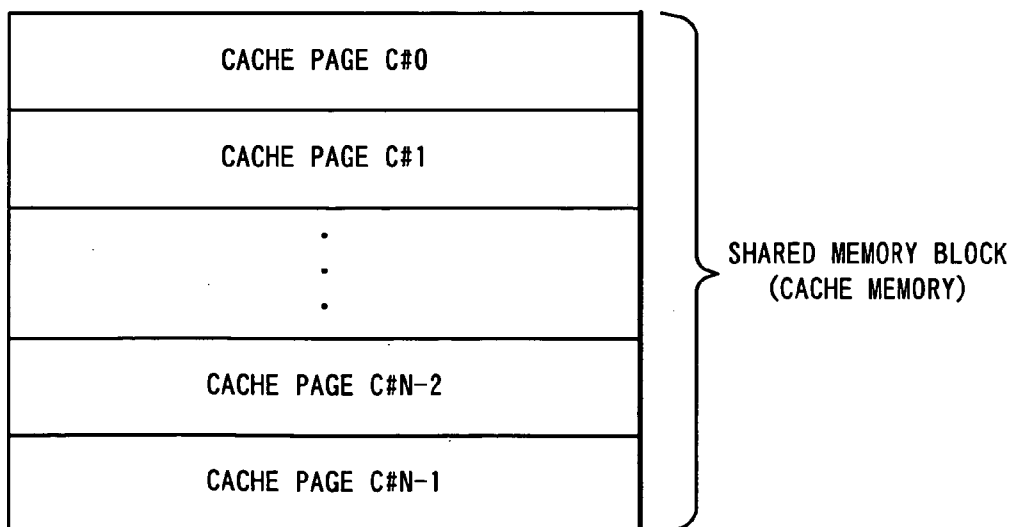 CACHE PAGE C#0
CACHE PAGE C#1
CACHE PAGE C#N-2
CACHE PAGE C#N-1
SHARED MEMORY BLOCK
(CACHE MEMORY)